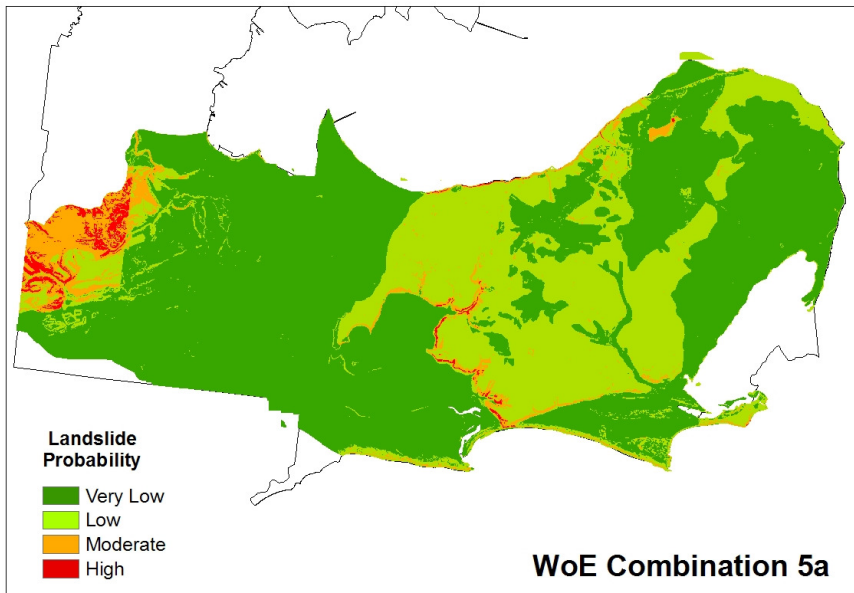 Landslide
Probability
Very Low
Low
Moderate
High
WoE Combination 5a